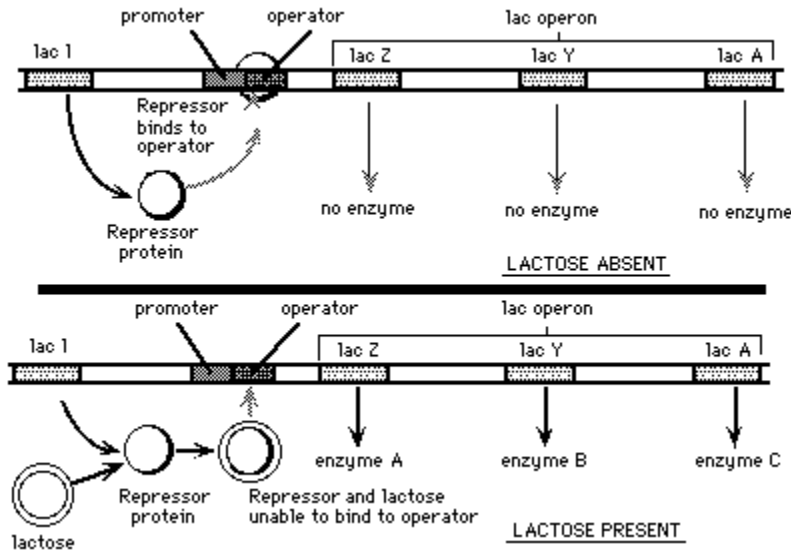 promoter operator lac operon
lac I lac Z lac Y lac A
Repressor
binds to
operator
no enzyme no enzyme no enzyme
Repressor
protein
LACTOSE ABSENT
promoter operator lac operon
lac I lac Z lac Y lac A
enzyme A enzyme B enzyme C
Repressor
protein
Repressor and lactose
unable to bind to operator
lactose
LACTOSE PRESENT